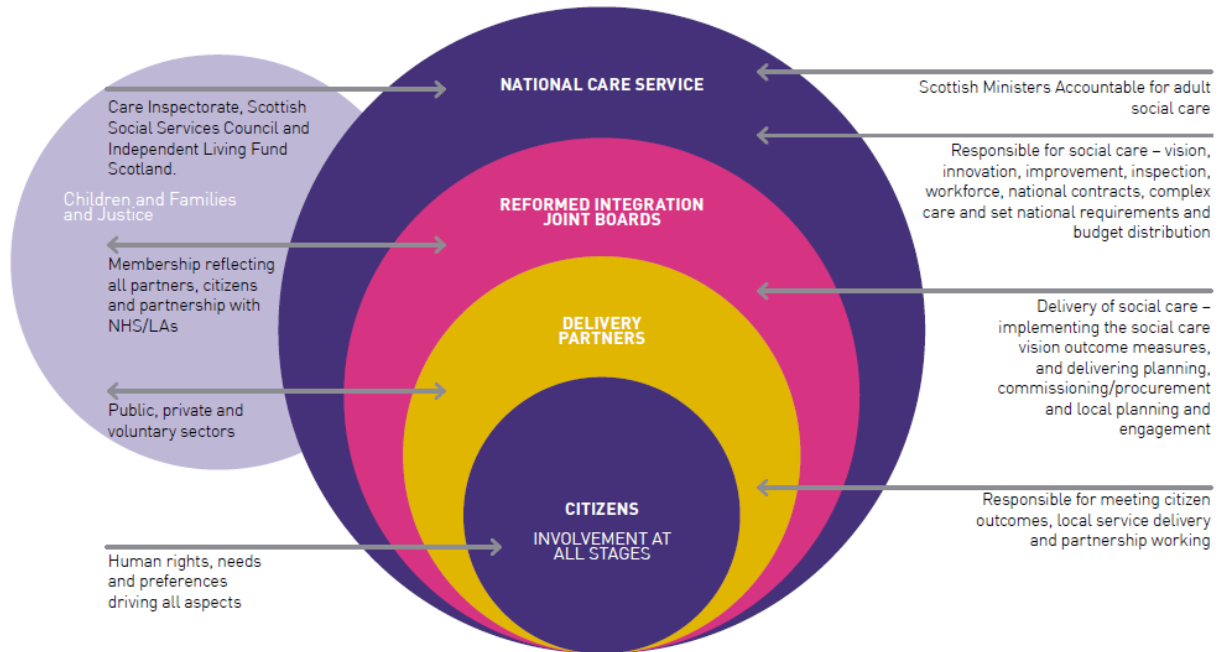 NATIONAL CARE SERVICE
REFORMED INTEGRATION
JOINT BOARDS
DELIVERY
PARTNERS
CITIZENS
INVOLVEMENT AT
ALL STAGES
Care Inspectorate, Scottish
Social Services Council and
Independent Living Fund
Scotland.
Children and Families
and Justice
Membership reflecting
all partners, citizens
and partnership with
NHS/LAs
Public, private and
voluntary sectors
Human rights, needs
and preferences
driving all aspects
Scottish Ministers Accountable for adult
social care
Responsible for social care – vision,
innovation, improvement, inspection,
workforce, national contracts, complex
care and set national requirements and
budget distribution
Delivery of social care –
implementing the social care
vision outcome measures,
and delivering planning,
commissioning/procurement
and local planning and
engagement
Responsible for meeting citizen
outcomes, local service delivery
and partnership working